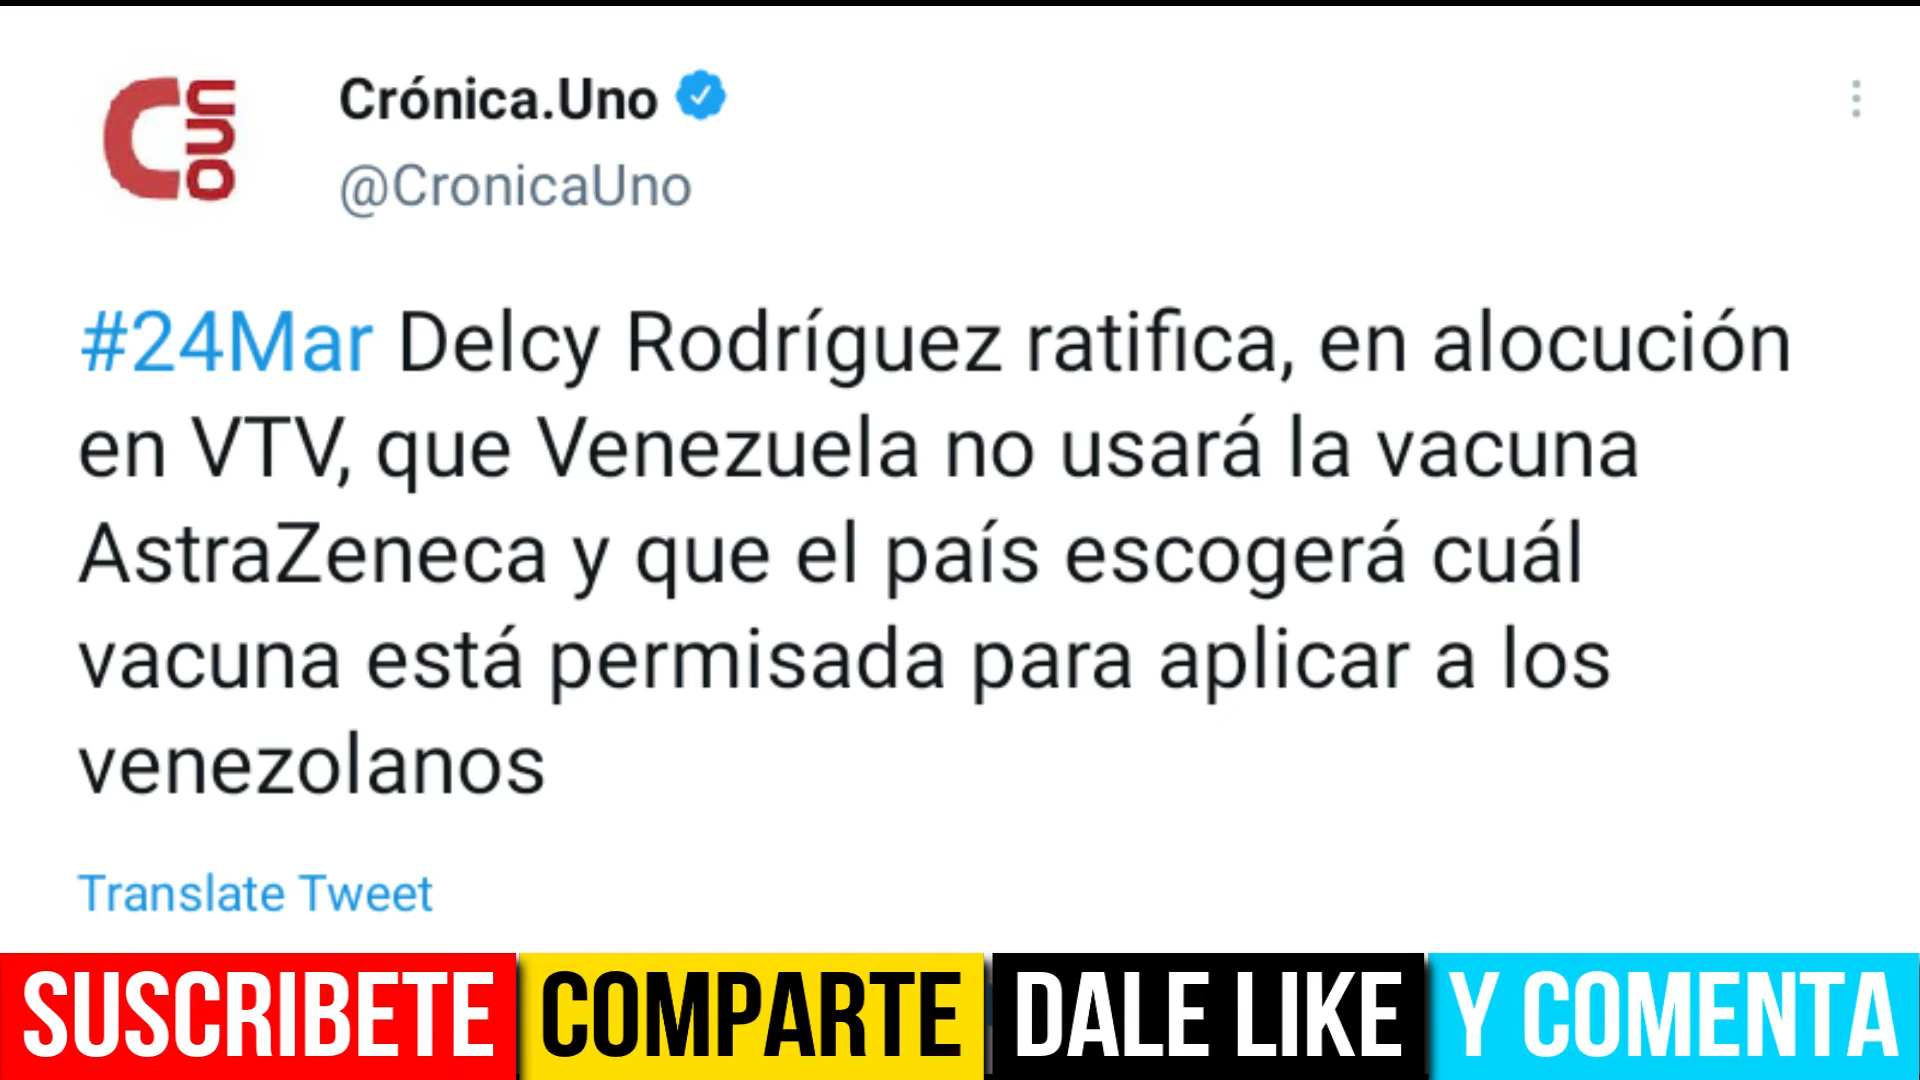 Cuno
Crónica.Uno
@CronicaUno
#24Mar Delcy Rodríguez ratifica, en alocución
en VTV, que Venezuela no usará la vacuna
AstraZeneca y que el país escogerá cuál
vacuna está permisada para aplicar a los
venezolanos
Translate Tweet
SUSCRIBETE COMPARTE DALE LIKE Y COMENTA